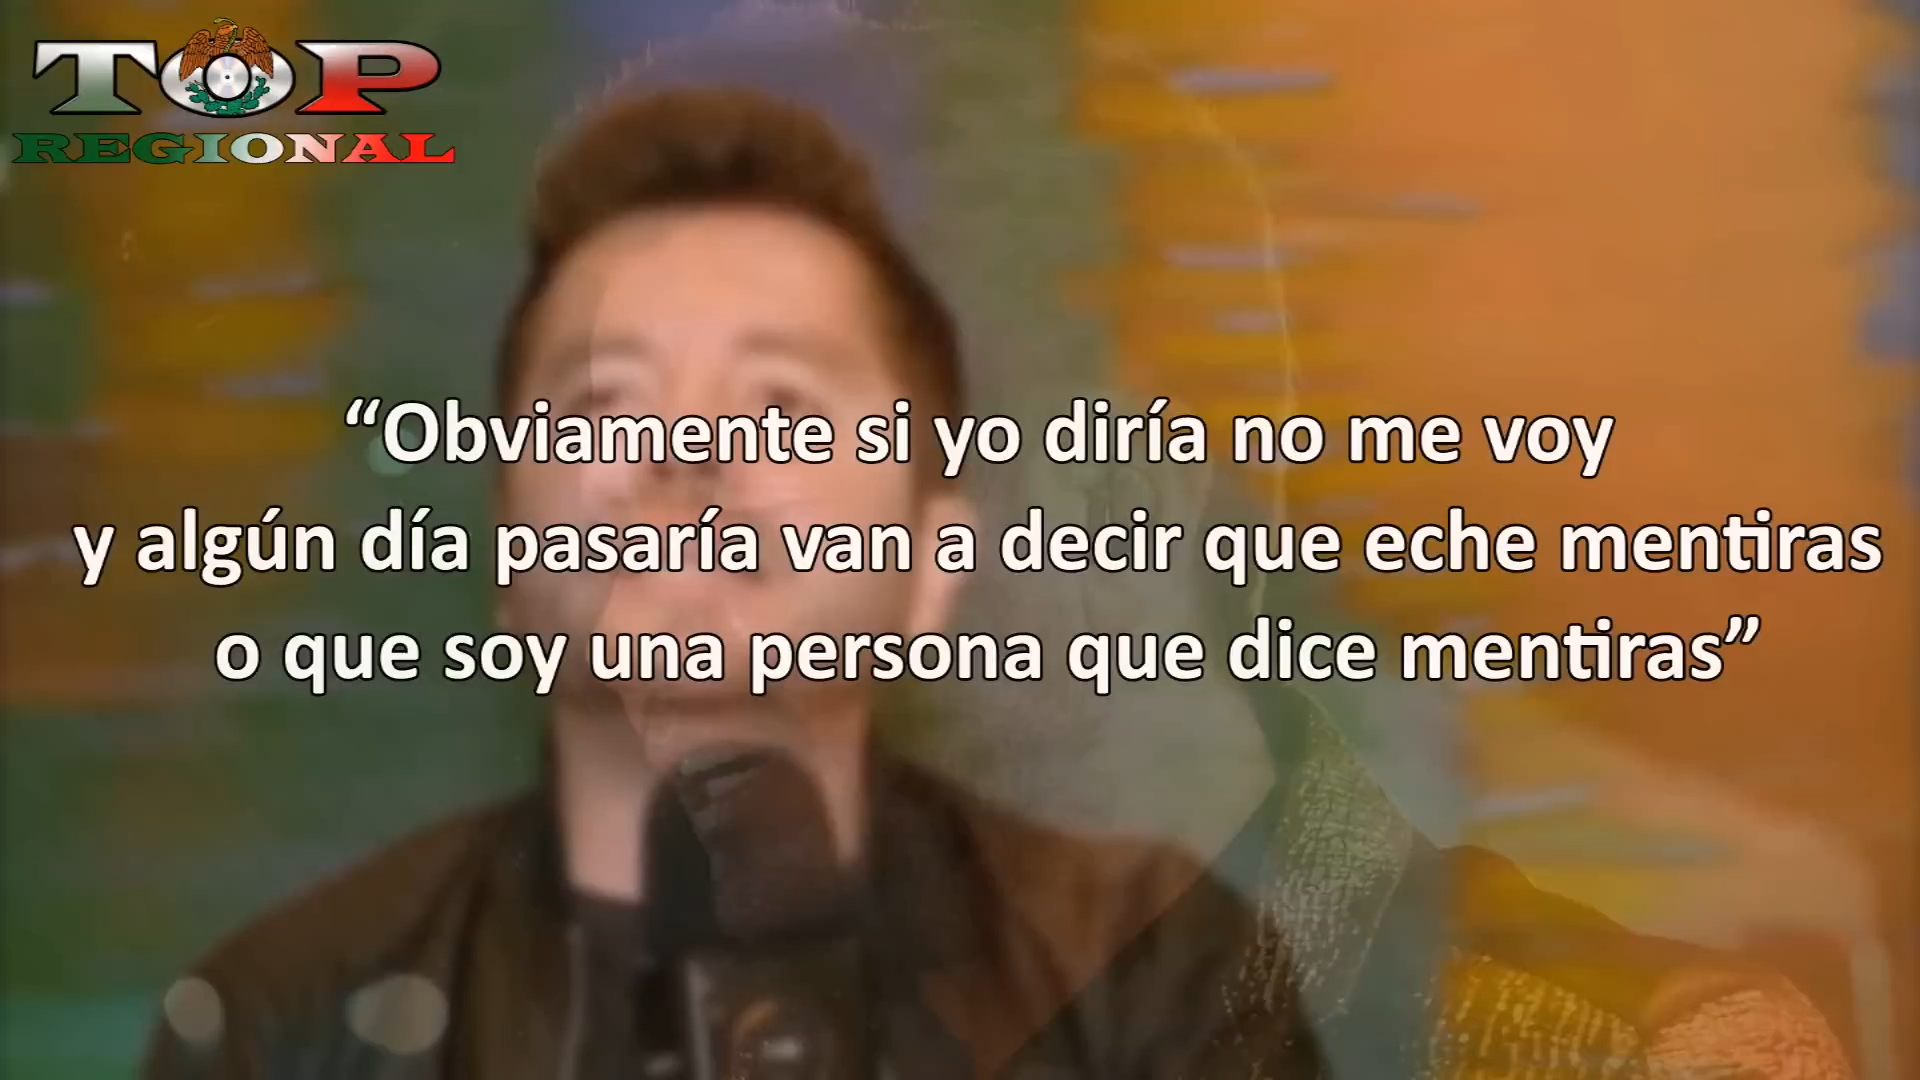 TOP
REGIONAL
“Obviamente si yo diría no me voy
y algún día pasaría van a decir que eche mentiras
o que soy una persona que dice mentiras”